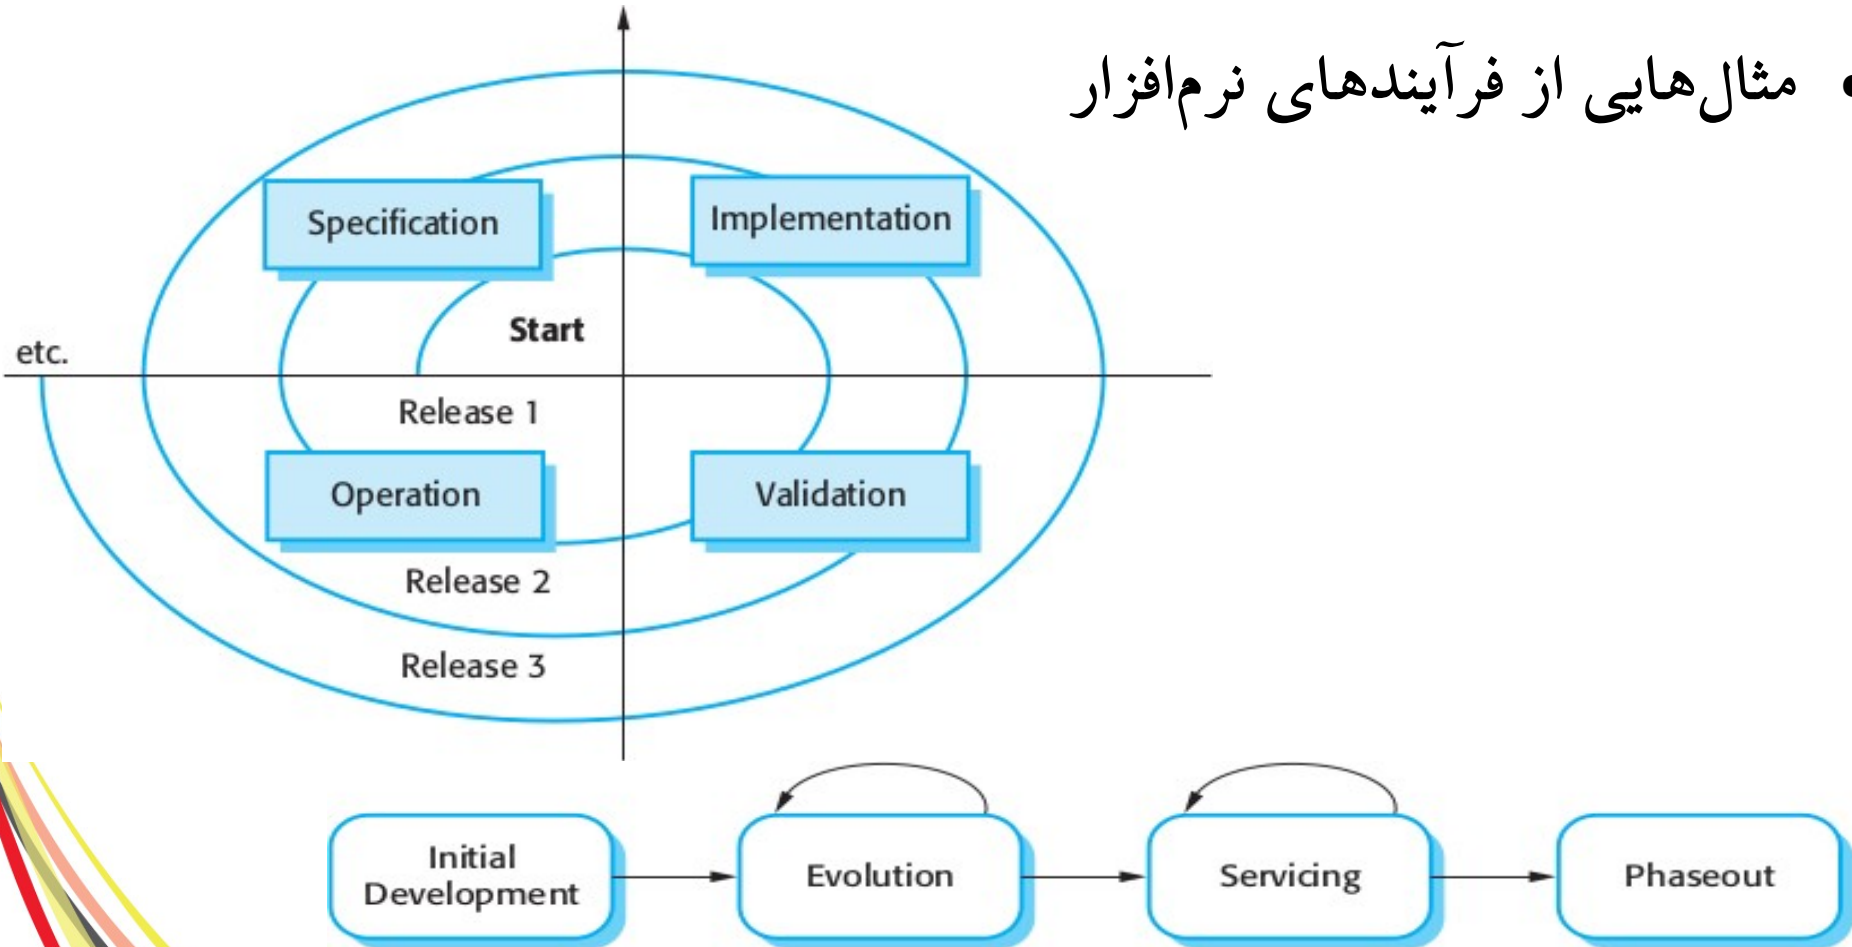 • مثال‌هایی از فرآیندهای نرم‌افزار
Specification
Implementation
Start
etc.
Release 1
Operation
Validation
Release 2
Release 3
Initial
Development
Evolution
Servicing
Phaseout